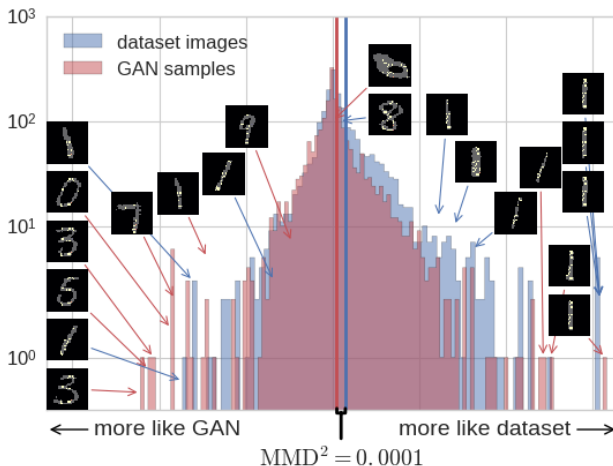 10³
dataset images
GAN samples
10²
10¹
10⁰
more like GAN
more like dataset
MMD² = 0.0001